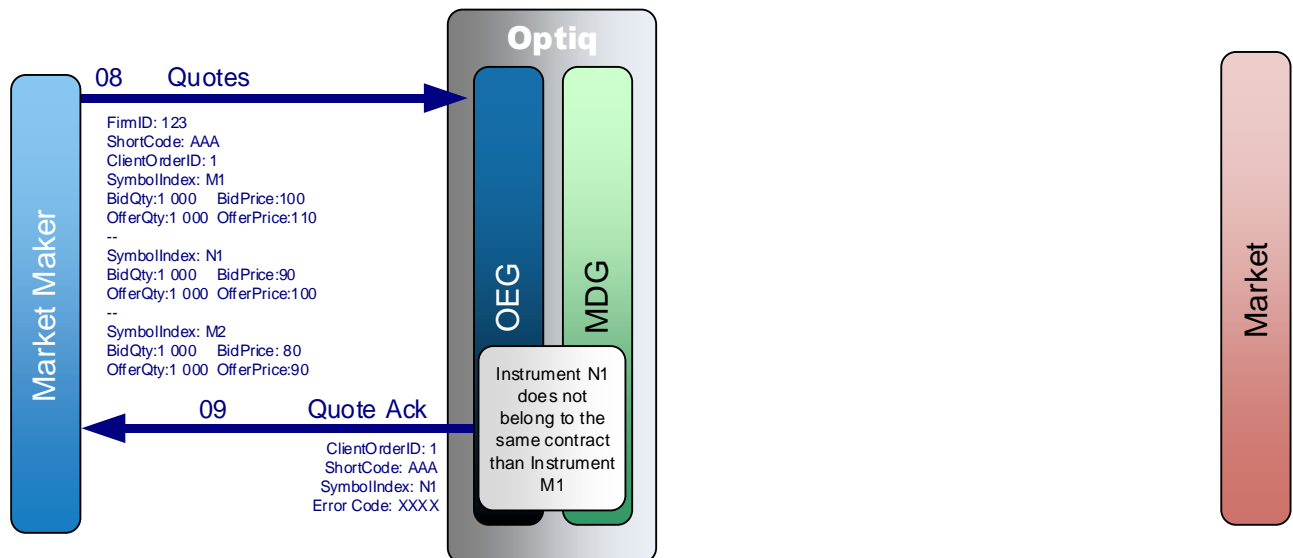 Optiq
08 Quotes
FirmID: 123
ShortCode: AAA
ClientOrderID: 1
SymbolIndex: M1
BidQty:1 000 BidPrice:100
OfferQty:1 000 OfferPrice:110
--
SymbolIndex: N1
BidQty:1 000 BidPrice:90
OfferQty:1 000 OfferPrice:100
--
SymbolIndex: M2
BidQty:1 000 BidPrice: 80
OfferQty:1 000 OfferPrice:90
Market Maker
OEG
MDG
Market
Instrument N1
does not
belong to the
same contract
than Instrument
M1
09 Quote Ack
ClientOrderID: 1
ShortCode: AAA
SymbolIndex: N1
Error Code: XXXX